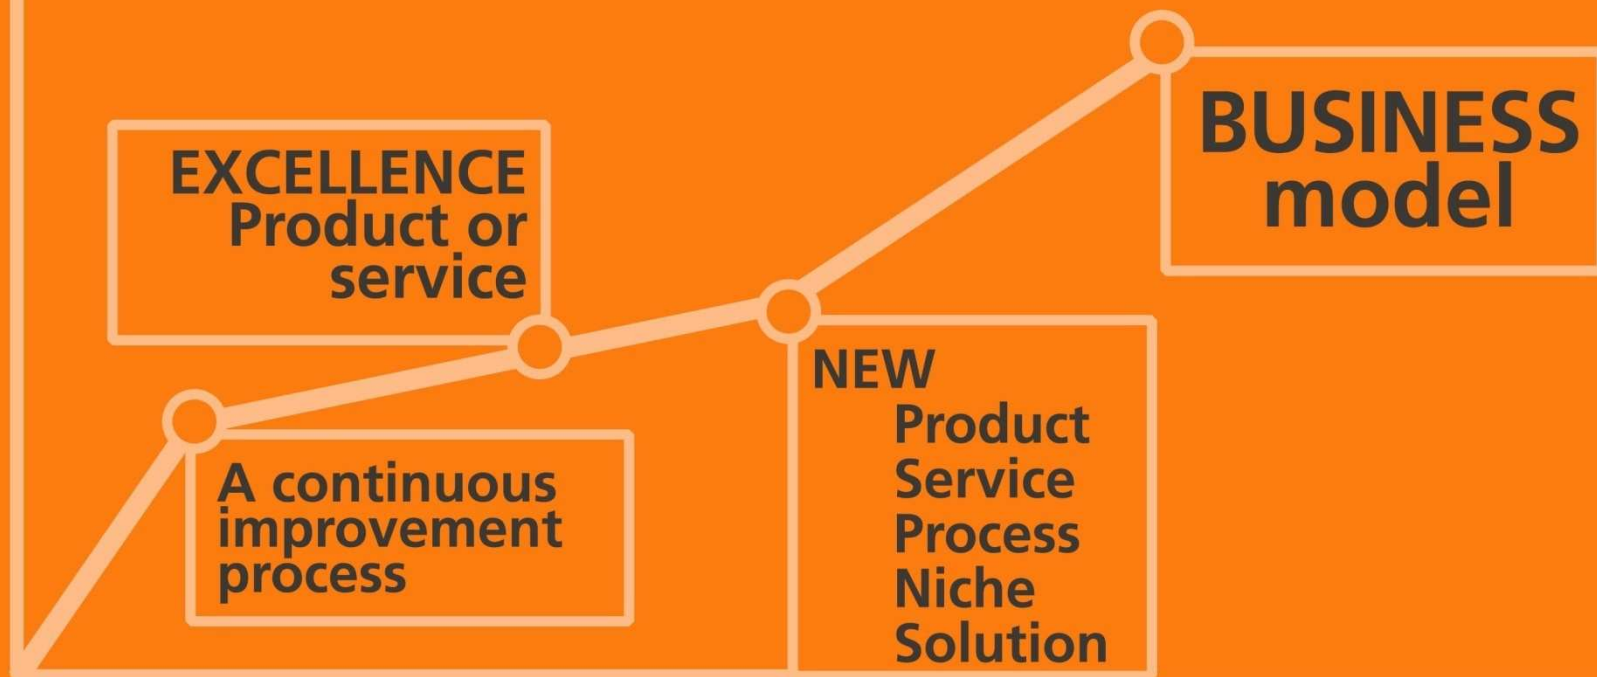 EXCELLENCE
Product or
service
A continuous
improvement
process
NEW
Product
Service
Process
Niche
Solution
BUSINESS
model